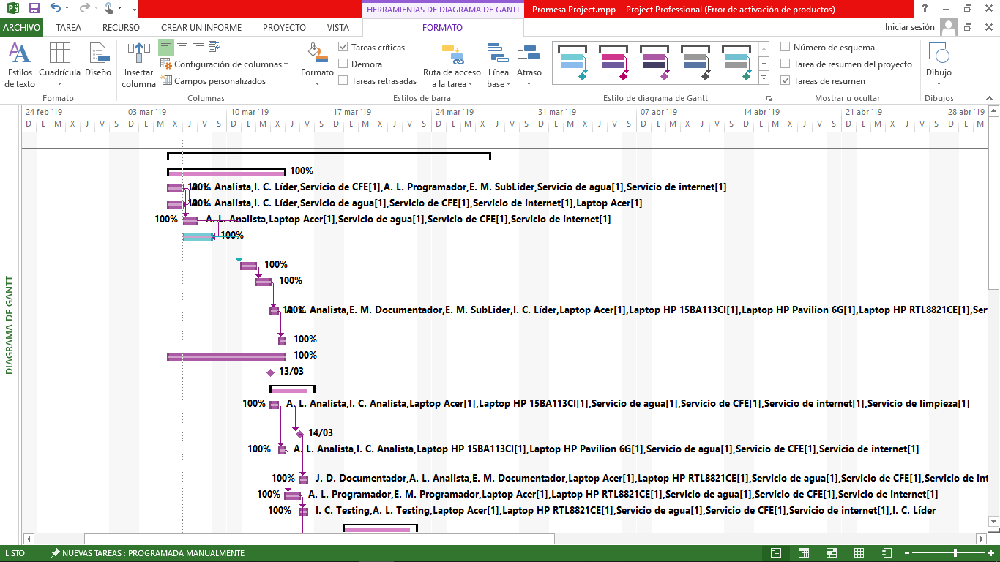 HERRAMIENTAS DE DIAGRAMA DE GANTT
Promesa Project.mpp - Project Professional (Error de activación de productos)
ARCHIVO TAREA RECURSO CREAR UN INFORME PROYECTO VISTA FORMATO Iniciar sesión
Estilos de texto
Cuadrícula
Diseño
Formato
Insertar columna
Configuración de columnas
Campos personalizados
Columnas
Formato
Tareas críticas
Demora
Tareas retrasadas
Ruta de acceso a la tarea
Línea base
Atraso
Estilos de barra
Estilo de diagrama de Gantt
Número de esquema
Tarea de resumen del proyecto
Tareas de resumen
Mostrar u ocultar
Dibujo
Dibujos
24 feb '19 03 mar '19 10 mar '19 17 mar '19 24 mar '19 31 mar '19 07 abr '19 14 abr '19 21 abr '19 28 abr '19
D L M X J V S D L M X J V S D L M X J V S D L M X J V S D L M X J V S D L M X J V S D L M X J V S D L M X J V S D L M X J V S D L M
DIAGRAMA DE GANTT
100%
100% A. L. Analista,I. C. Líder,Servicio de CFE[1],A. L. Programador,E. M. SubLider,Servicio de agua[1],Servicio de internet[1]
100% A. L. Analista,I. C. Líder,Servicio de agua[1],Servicio de CFE[1],Servicio de internet[1],Laptop Acer[1]
100% A. L. Analista,Laptop Acer[1],Servicio de agua[1],Servicio de CFE[1],Servicio de internet[1]
100%
100%
100%
100% A. L. Analista,E. M. Documentador,E. M. SubLider,I. C. Líder,Laptop Acer[1],Laptop HP 15BA113Cl[1],Laptop HP Pavilion 6G[1],Laptop HP RTL8821CE[1],Ser
100%
100%
13/03
100% A. L. Analista,I. C. Analista,Laptop Acer[1],Laptop HP 15BA113Cl[1],Servicio de agua[1],Servicio de CFE[1],Servicio de internet[1],Servicio de limpieza[1]
14/03
100% A. L. Analista,I. C. Analista,Laptop HP 15BA113Cl[1],Laptop HP Pavilion 6G[1],Servicio de agua[1],Servicio de CFE[1],Servicio de internet[1]
100% J. D. Documentador,A. L. Analista,E. M. Documentador,Laptop Acer[1],Laptop HP RTL8821CE[1],Servicio de agua[1],Servicio de CFE[1],Servicio de int
100% A. L. Programador,E. M. Programador,Laptop Acer[1],Laptop HP RTL8821CE[1],Servicio de agua[1],Servicio de CFE[1],Servicio de internet[1]
100% I. C. Testing,A. L. Testing,Laptop Acer[1],Laptop HP RTL8821CE[1],Servicio de agua[1],Servicio de CFE[1],Servicio de internet[1],I. C. Líder
LISTO NUEVAS TAREAS : PROGRAMADA MANUALMENTE